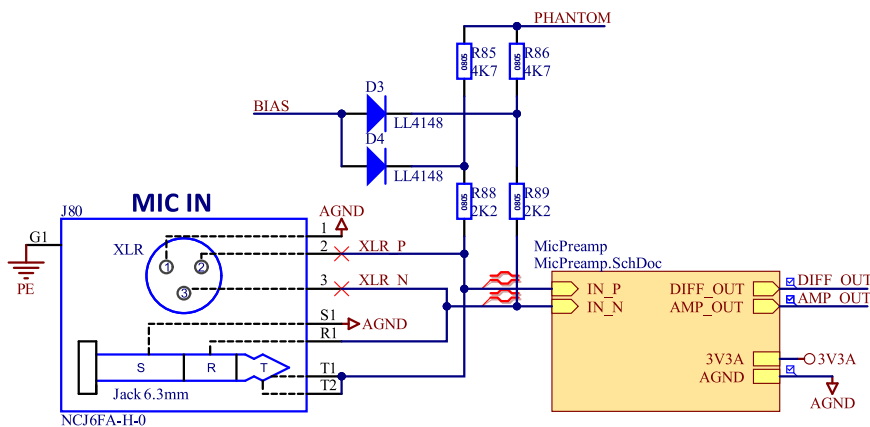 PHANTOM
R85 R86
0805 0805
4K7 4K7
D3
BIAS
LL4148
D4
LL4148
R88 R89
0805 0805
2K2 2K2
MIC IN
J80
AGND
G1
XLR
1
2 XLR_P
1 2
3
3 XLR_N
PE
S1 AGND
R1
S R T
T1
T2
Jack 6.3mm
NCJ6FA-H-0
MicPreamp
MicPreamp.SchDoc
IN_P DIFF_OUT DIFF_OUT
IN_N AMP_OUT AMP_OUT
3V3A 3V3A
AGND
AGND